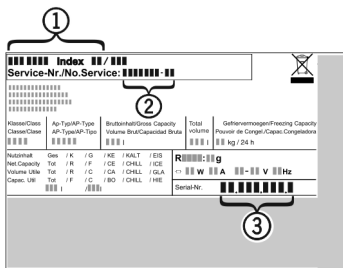 1
Index /
Service-Nr./No.Service: -
2
Klasse/Class Ap-Typ/AP-Type Bruttoinhalt/Gross Capacity Total Gefriervermoegen/Freezing Capacity
Classe/Clase AP-Type/AP-Tipo Volume Brut/Capacidad Bruta volume Pouvoir de Congel./Capac.Congeladora
l l kg / 24 h
Nutzinhalt Ges / K / G / KE / KALT / EIS
Net.Capacity Tot / R / F / CE / CHILL / ICE
Volume Utile Tot / F / C / CA / CHILL / GLA
Capac. Util Tot / F / C / BO / CHILL / HIE
l / l
R : g
W A - V Hz
Serial-Nr.
3